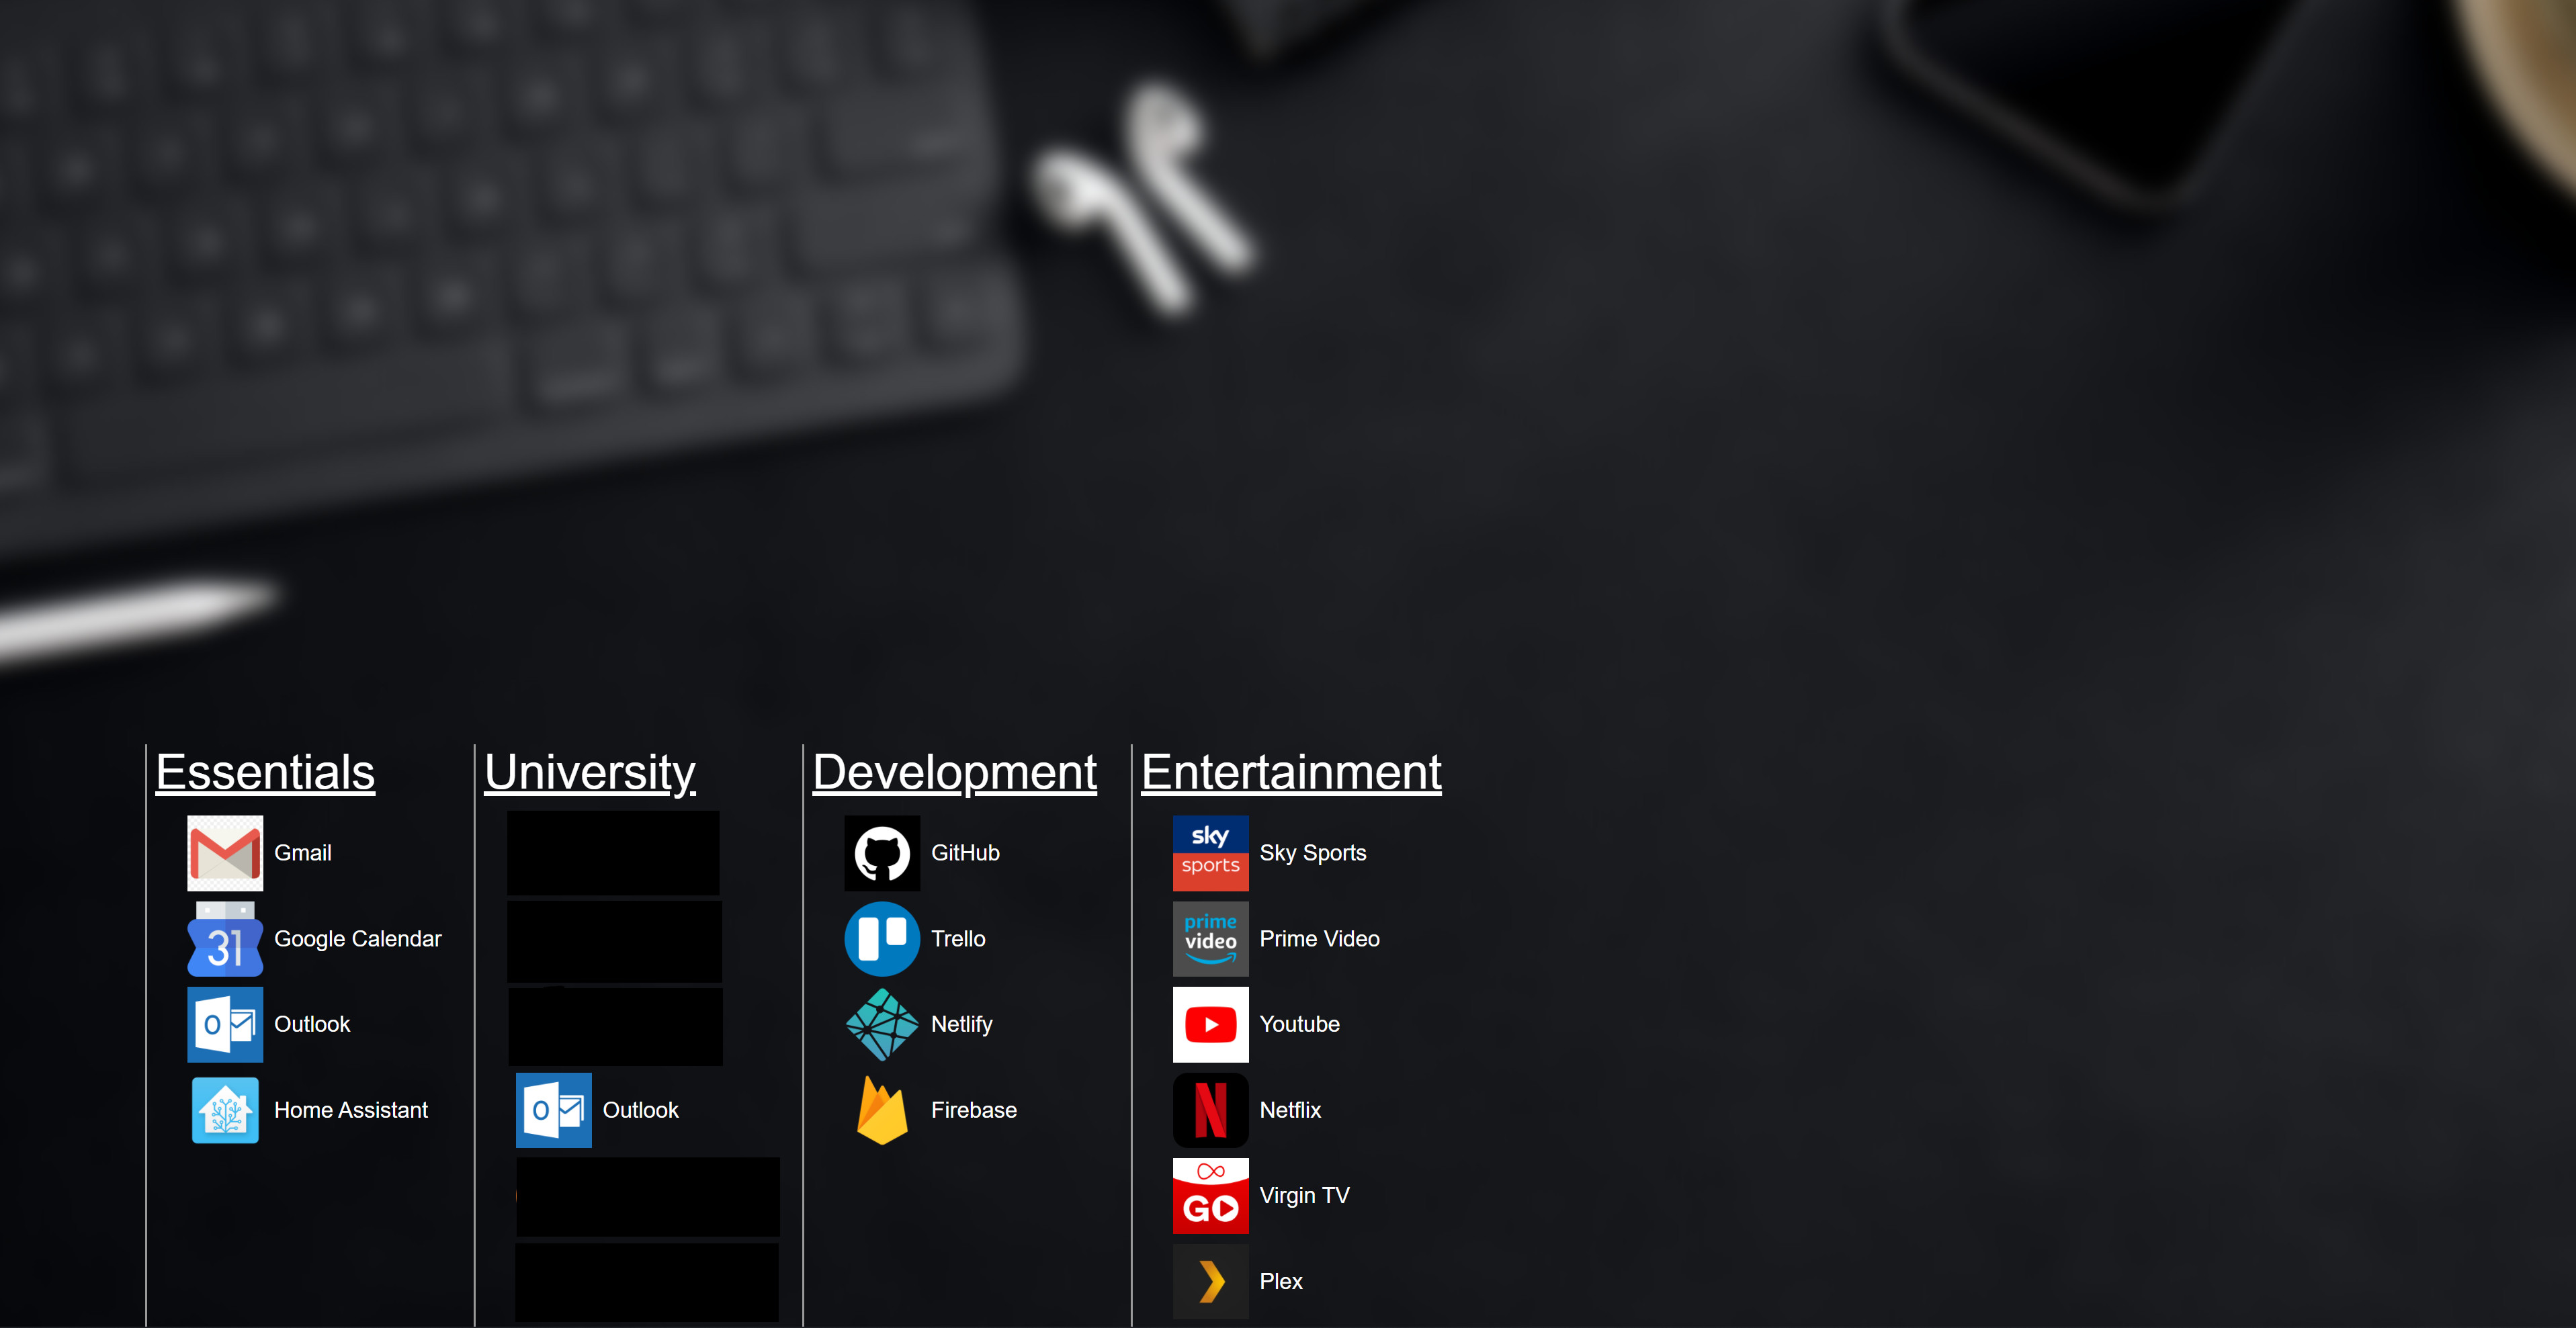 Essentials
Gmail
31
Google Calendar
O
Outlook
Home Assistant
University
O
Outlook
Development
GitHub
Trello
Netlify
Firebase
Entertainment
sky
sports
Sky Sports
prime
video
Prime Video
Youtube
N
Netflix
GO
Virgin TV
Plex